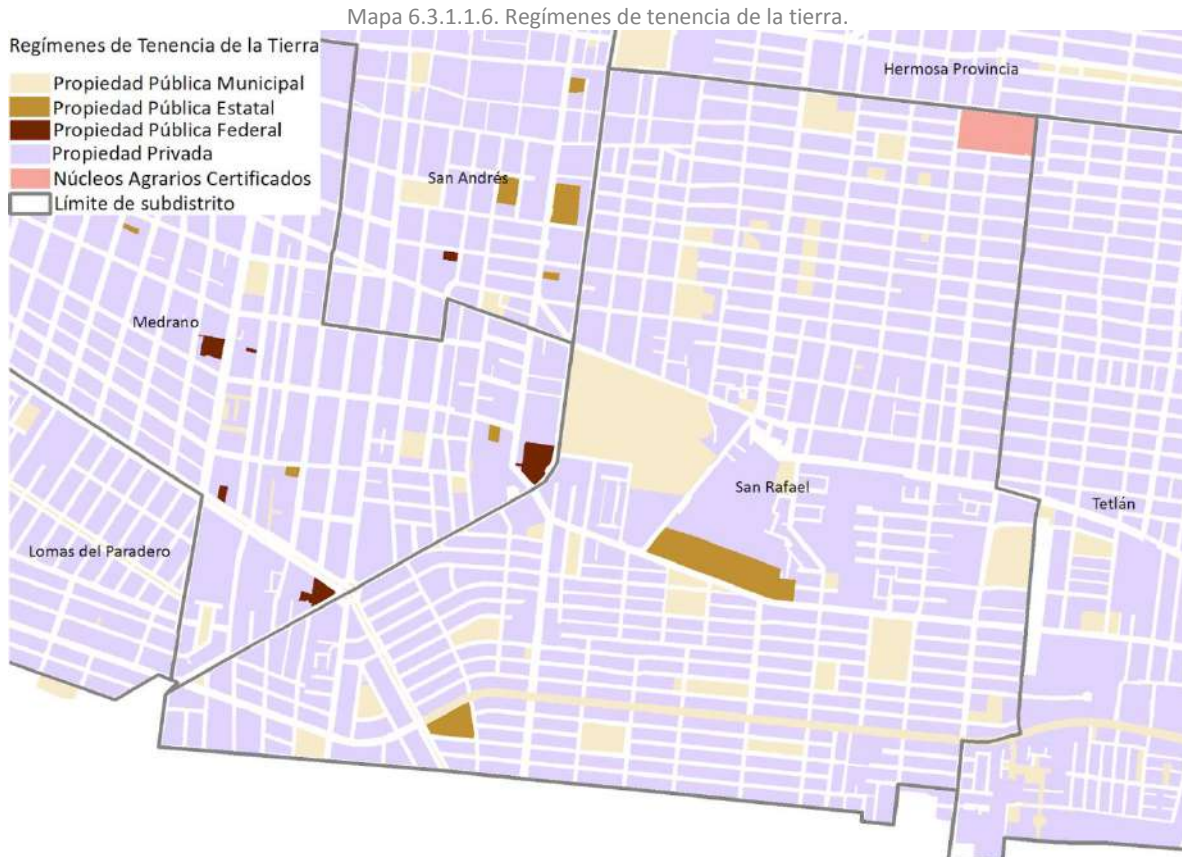 Mapa 6.3.1.1.6. Regímenes de tenencia de la tierra.
Regímenes de Tenencia de la Tierra
Propiedad Pública Municipal
Propiedad Pública Estatal
Propiedad Pública Federal
Propiedad Privada
Núcleos Agrarios Certificados
Límite de subdistrito
Hermosa Provincia
San Andrés
Medrano
San Rafael
Tetlán
Lomas del Paradero